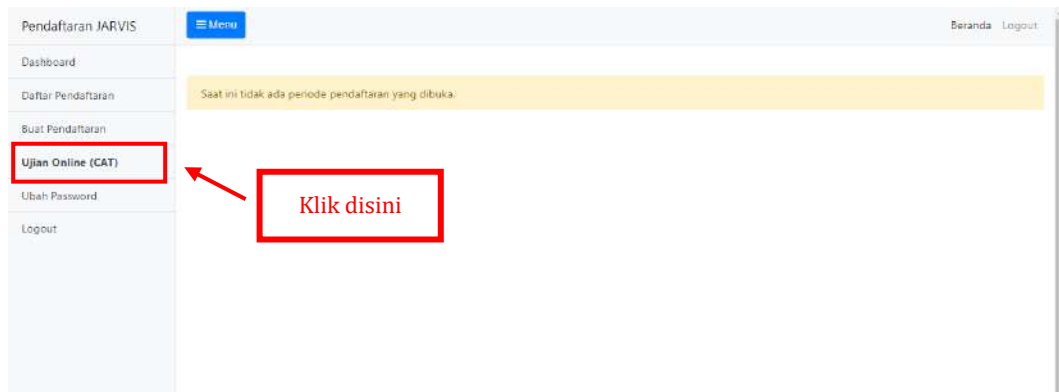 Pendaftaran JARVIS
Menu
Beranda Logout
Dashboard
Daftar Pendaftaran
Saat ini tidak ada periode pendaftaran yang dibuka.
Buat Pendaftaran
Ujian Online (CAT)
Klik disini
Ubah Password
Logout